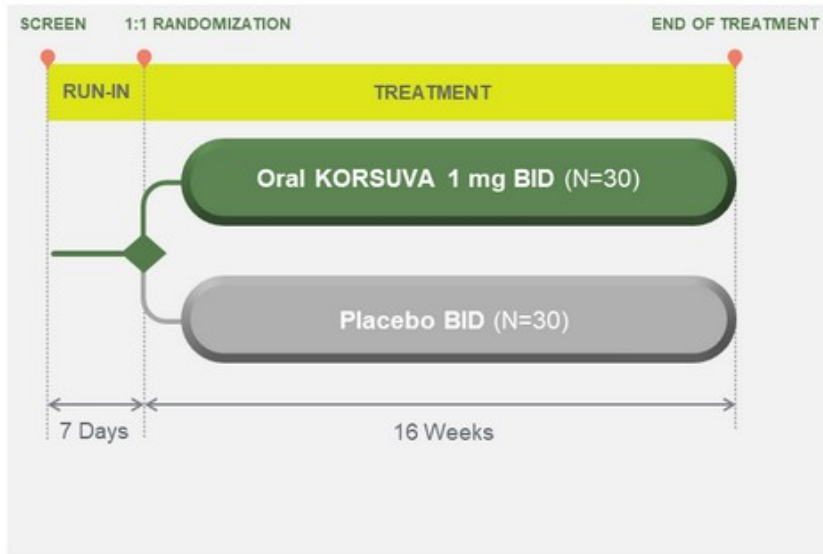 SCREEN
1:1 RANDOMIZATION
END OF TREATMENT
RUN-IN
TREATMENT
Oral KORSUVA 1 mg BID (N=30)
Placebo BID (N=30)
7 Days
16 Weeks